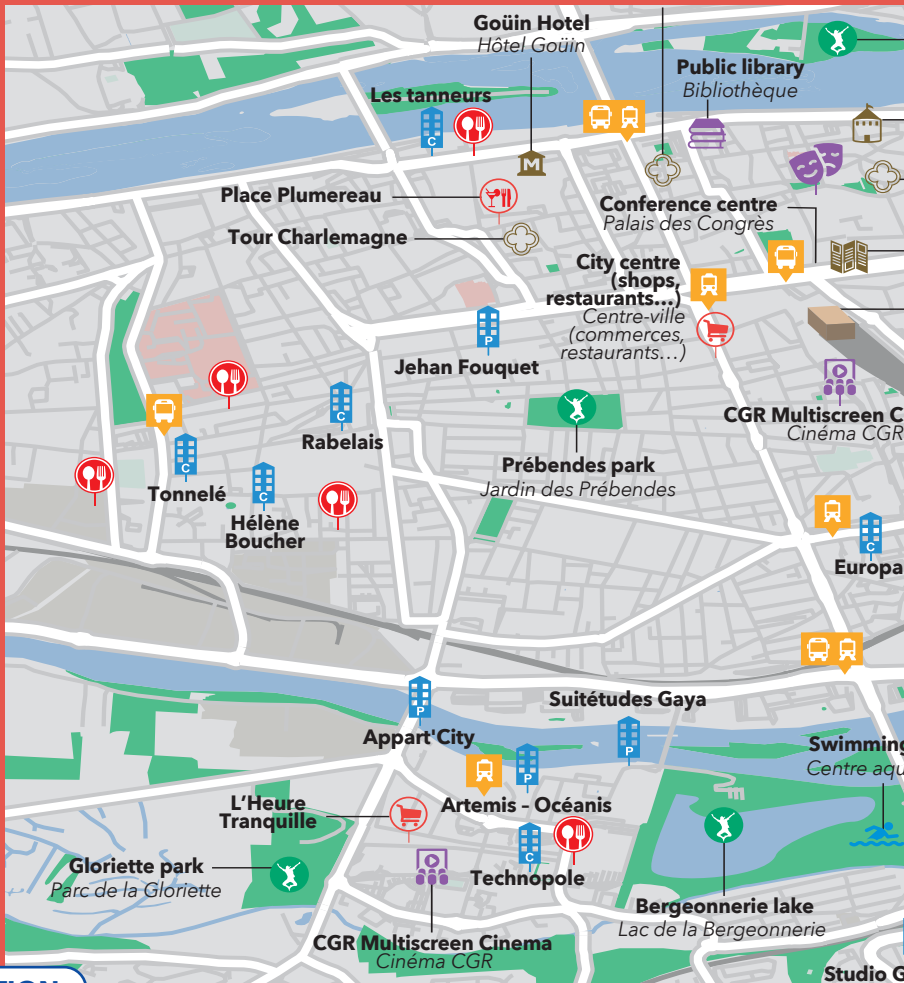 Goüin Hotel
Hôtel Goüin
Public library
Bibliothèque
Les tanneurs
C
M
Place Plumereau
Conference centre
Palais des Congrès
Tour Charlemagne
City centre
(shops,
restaurants...)
Centre-ville
(commerces,
restaurants...)
P
Jehan Fouquet
CGR Multiscreen C
Cinéma CGR
C
Rabelais
Prébendes park
Jardin des Prébendes
C
Tonnelé
C
Hélène
Boucher
C
Europa
Suitétudes Gaya
P
P
Appart'City
Swimming
Centre aqu
P
Artemis - Océanis
L'Heure
Tranquille
C
Technopole
Gloriette park
Parc de la Gloriette
Bergeonnerie lake
Lac de la Bergeonnerie
CGR Multiscreen Cinema
Cinéma CGR
Studio G